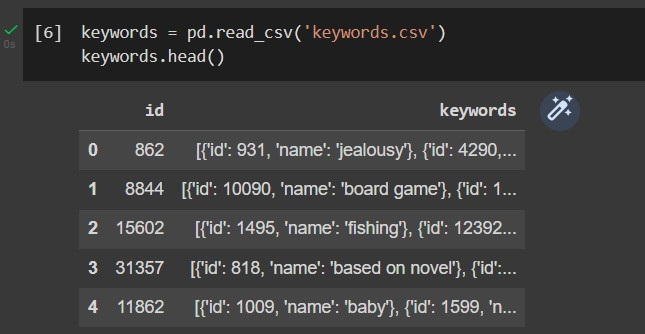 [6] keywords = pd.read_csv('keywords.csv')
keywords.head()
0s
id keywords
0 862 [{'id': 931, 'name': 'jealousy'}, {'id': 4290,...
1 8844 [{'id': 10090, 'name': 'board game'}, {'id': 1...
2 15602 [{'id': 1495, 'name': 'fishing'}, {'id': 12392...
3 31357 [{'id': 818, 'name': 'based on novel'}, {'id':...
4 11862 [{'id': 1009, 'name': 'baby'}, {'id': 1599, 'n...